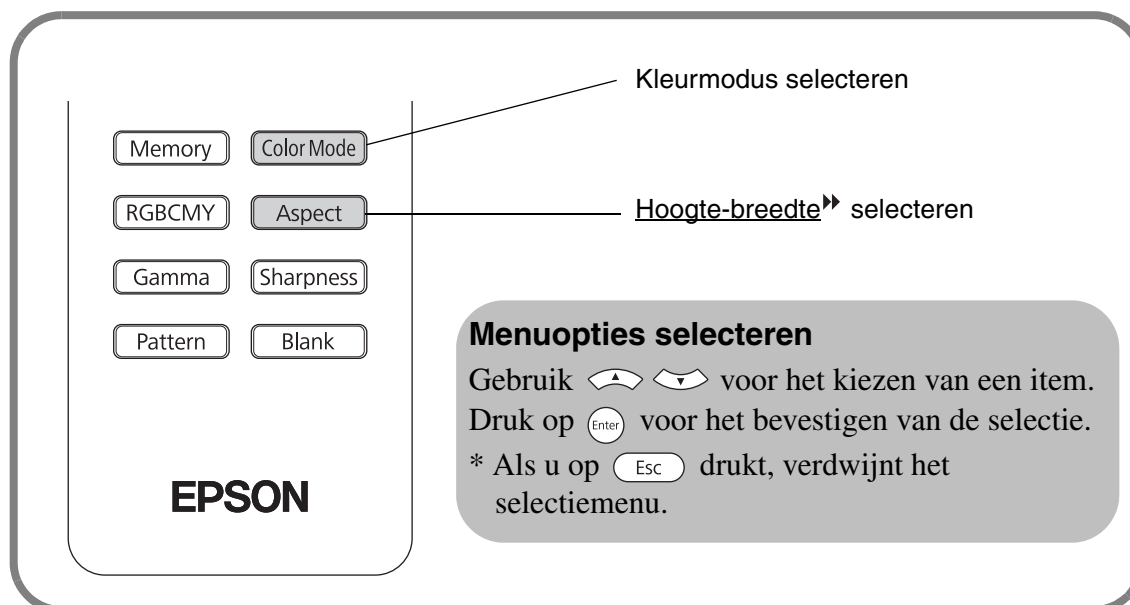 Kleurmodus selecteren
Memory Color Mode
RGBCMY Aspect
Hoogte-breedte selecteren
Gamma Sharpness
Pattern Blank
EPSON
Menuopties selecteren
Gebruik voor het kiezen van een item.
Druk op Enter voor het bevestigen van de selectie.
* Als u op Esc drukt, verdwijnt het
selectiemenu.